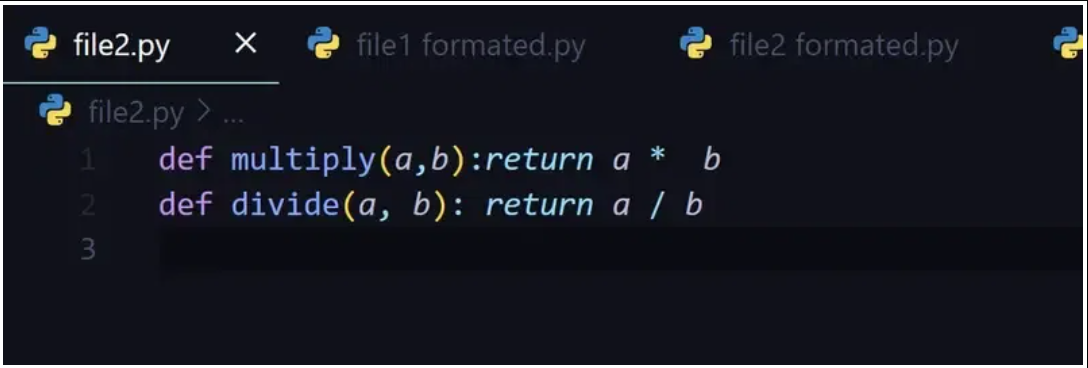 file2.py × file1 formated.py file2 formated.py
file2.py > ...
1 def multiply(a,b):return a *  b
2 def divide(a, b): return a / b
3